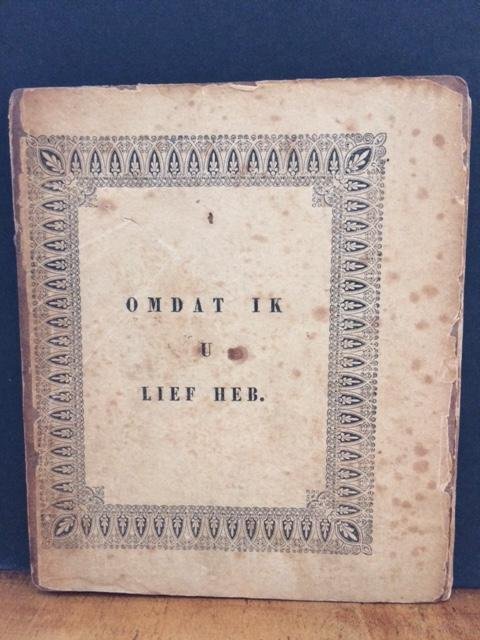 OMDAT IK
U
LIEF HEB.